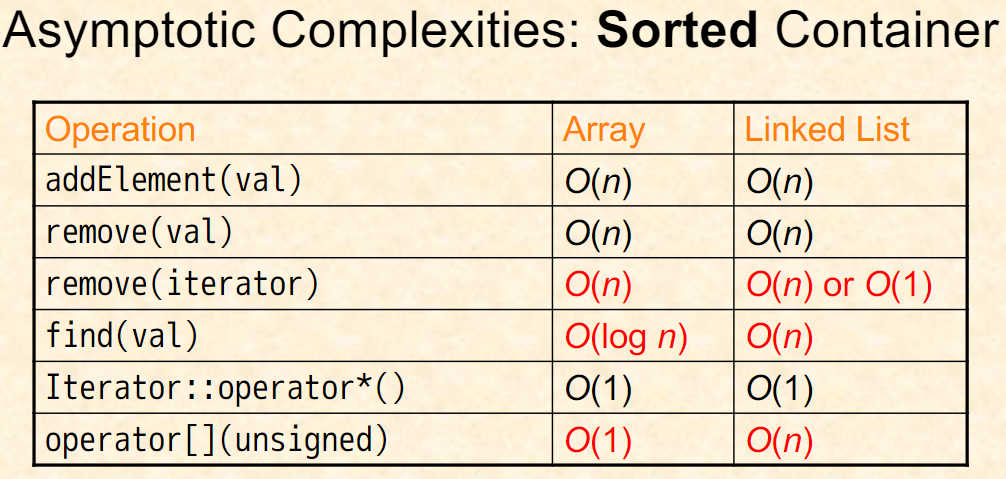 Asymptotic Complexities: Sorted Container
Operation Array Linked List
addElement(val) O(n) O(n)
remove(val) O(n) O(n)
remove(iterator) O(n) O(n) or O(1)
find(val) O(log n) O(n)
Iterator::operator*() O(1) O(1)
operator[](unsigned) O(1) O(n)